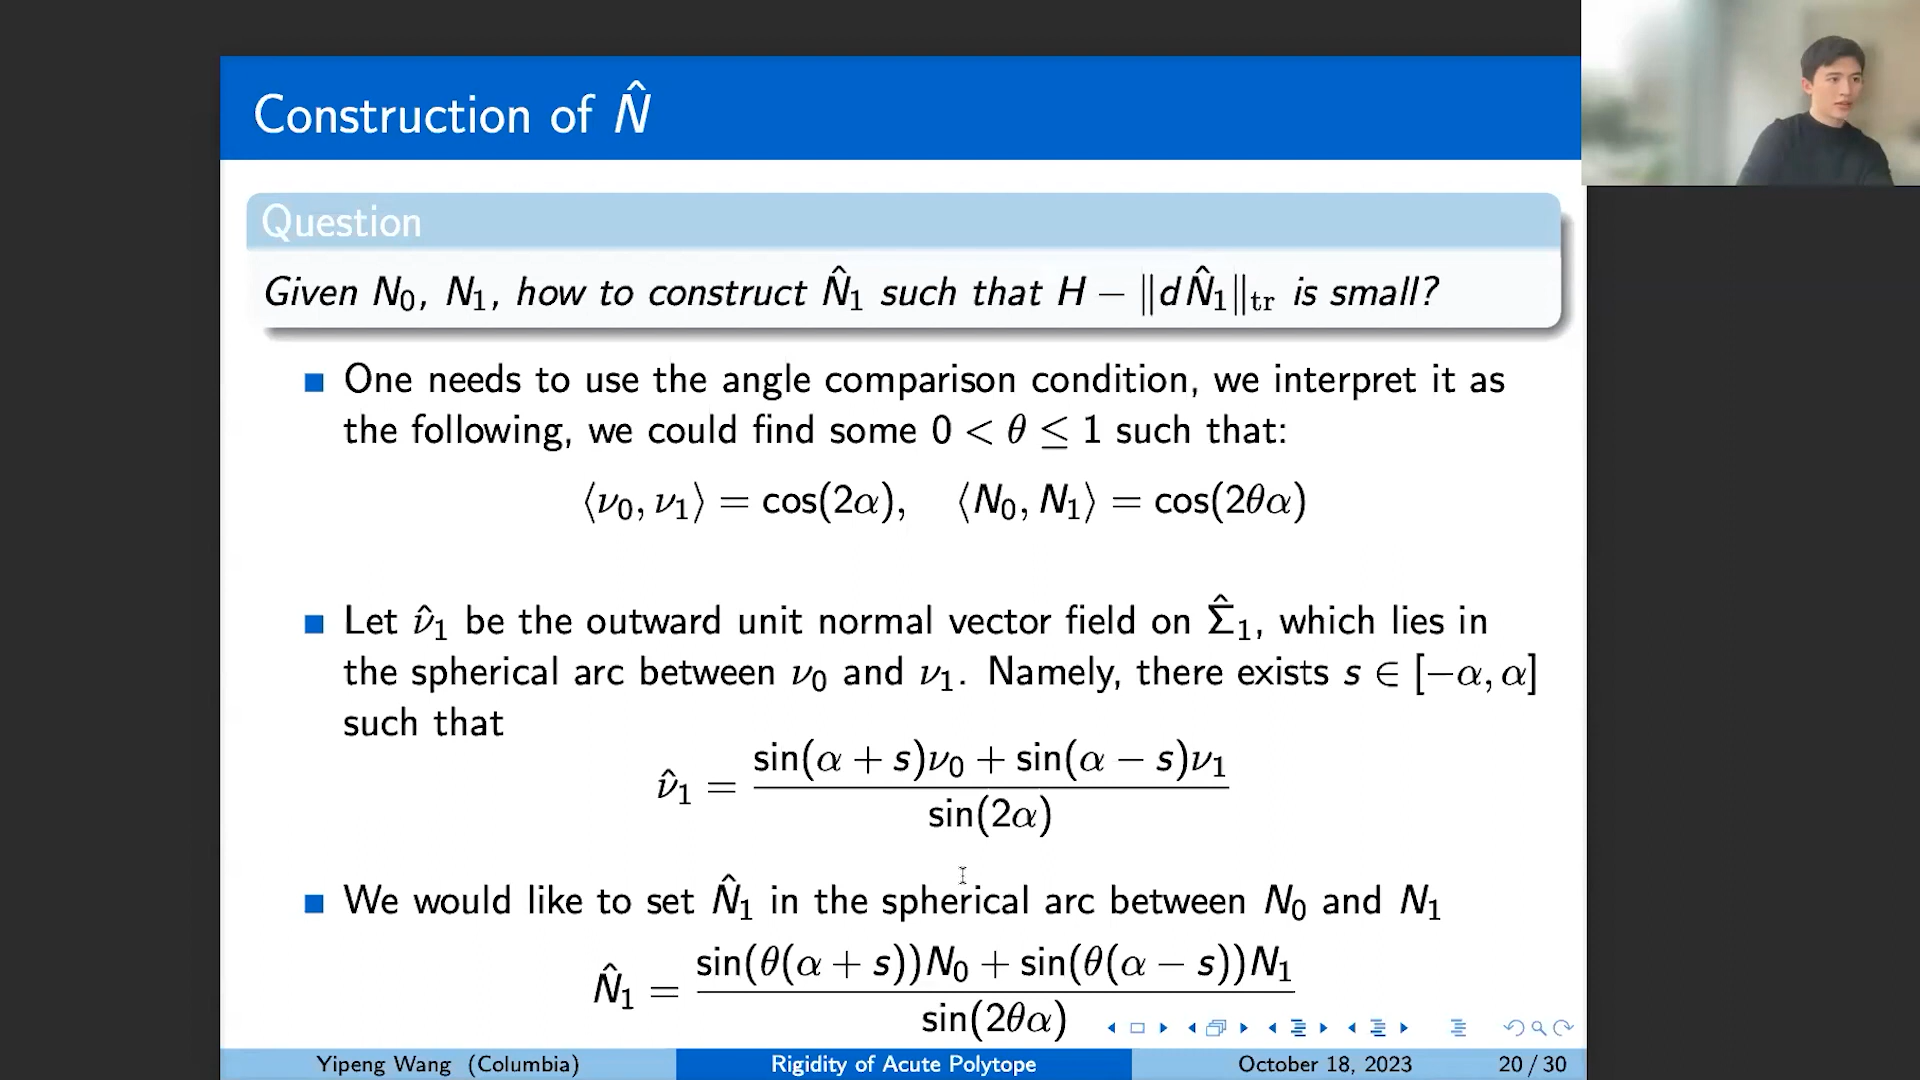 Construction of N̂
Question
Given N₀, N₁, how to construct N̂₁ such that H − ‖dN̂₁‖tr is small?
One needs to use the angle comparison condition, we interpret it as
the following, we could find some 0 < θ ≤ 1 such that:
⟨ν₀, ν₁⟩ = cos(2α), ⟨N₀, N₁⟩ = cos(2θα)
Let ν̂₁ be the outward unit normal vector field on Σ̂₁, which lies in
the spherical arc between ν₀ and ν₁. Namely, there exists s ∈ [−α, α]
such that
ν̂₁ = (sin(α + s)ν₀ + sin(α − s)ν₁) / sin(2α)
We would like to set N̂₁ in the spherical arc between N₀ and N₁
N̂₁ = (sin(θ(α + s))N₀ + sin(θ(α − s))N₁) / sin(2θα)
Yipeng Wang (Columbia) Rigidity of Acute Polytope October 18, 2023 20 / 30